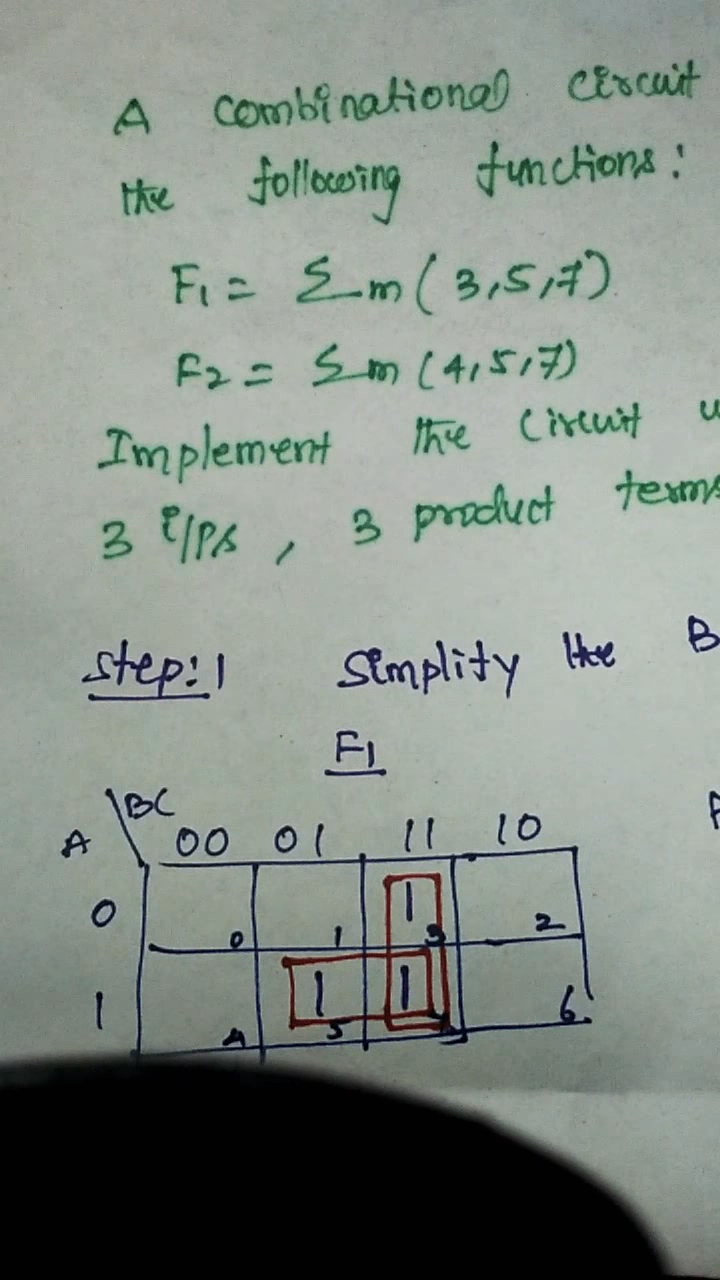 A combinational circuit
the following functions:
F1 = Σm(3,5,7)
F2 = Σm(4,5,7)
Implement the circuit u
3 i/ps, 3 product terms
step:1 Simplity the B
F1
A \ BC 00 01 11 10
0 0 1 1 3 2
1 4 1 5 1 6